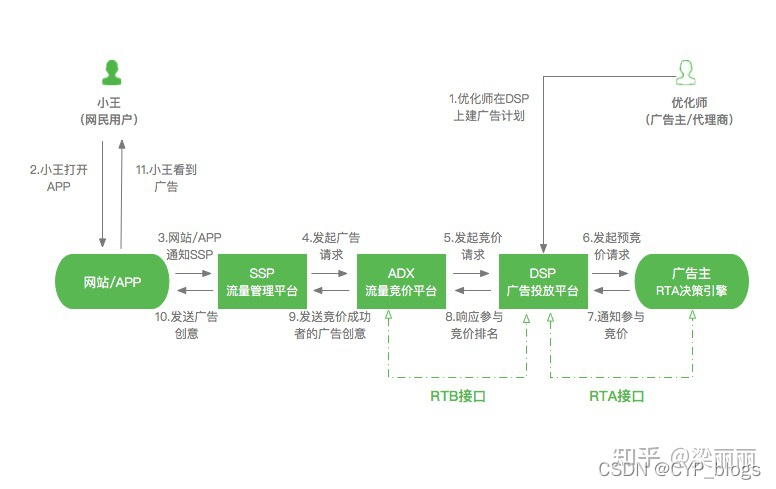 小王
（网民用户）
1.优化师在DSP
上建广告计划
优化师
（广告主/代理商）
2.小王打开
APP
11.小王看到
广告
3.网站/APP
通知SSP
4.发起广告
请求
5.发起竞价
请求
6.发起预竞
价请求
网站/APP
SSP
流量管理平台
ADX
流量竞价平台
DSP
广告投放平台
广告主
RTA决策引擎
10.发送广告
创意
9.发送竞价成功
者的广告创意
8.响应参与
竞价排名
7.通知参与
竞价
RTB接口
RTA接口
知乎 @梁丽丽
CSDN @CYP_blogs